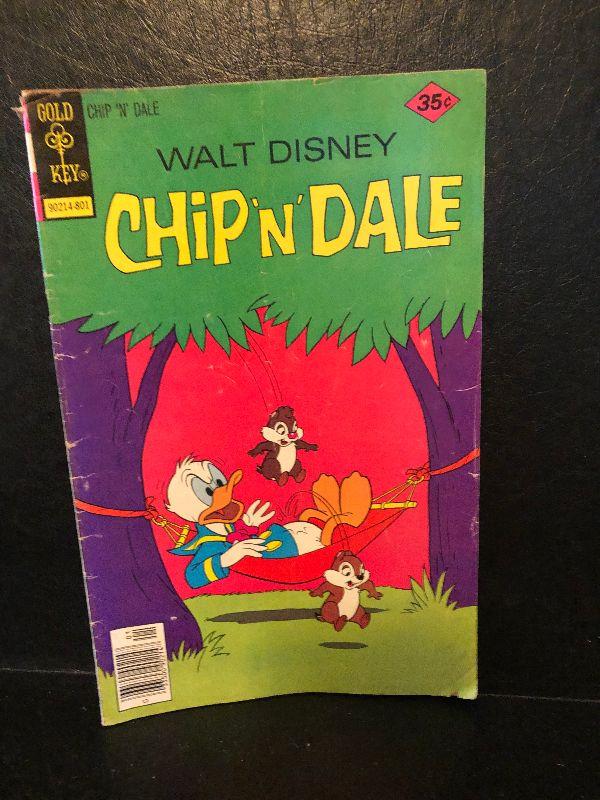 GOLD
KEY®
90214-801
CHIP 'N' DALE
35¢
WALT DISNEY
CHiP 'N' DALE